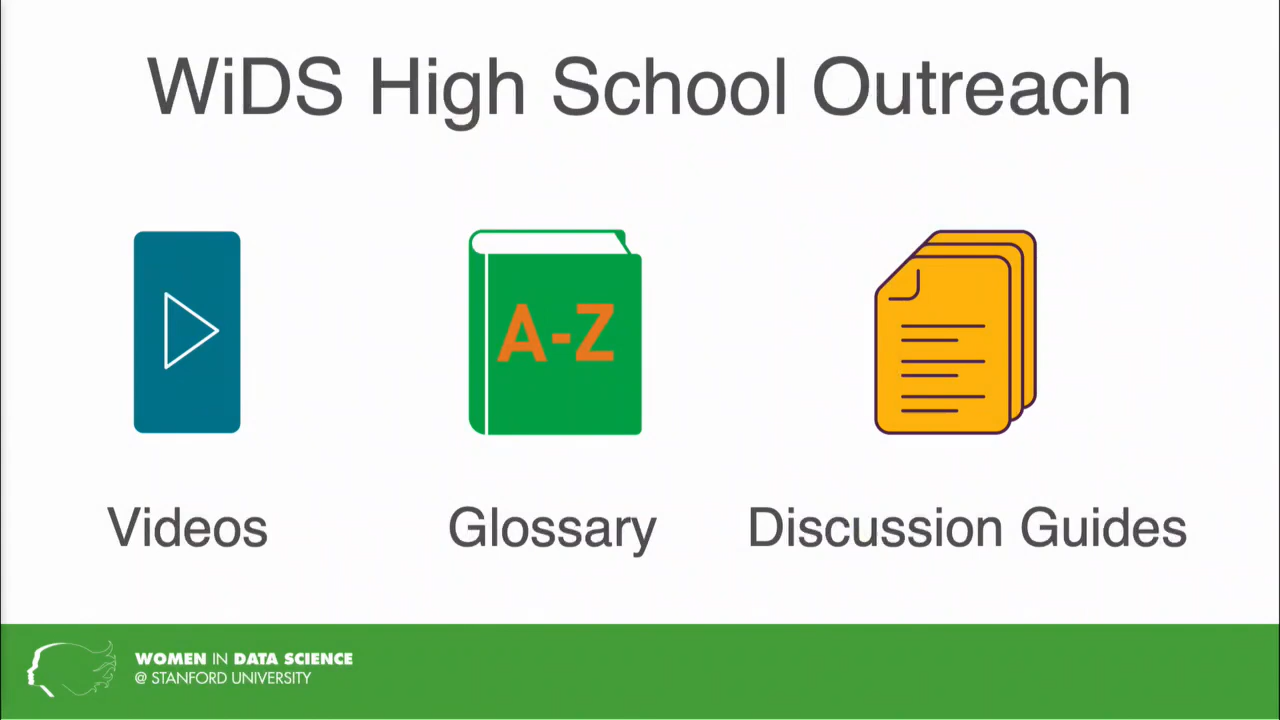 WiDS High School Outreach
A-Z
Videos
Glossary
Discussion Guides
WOMEN IN DATA SCIENCE
@ STANFORD UNIVERSITY